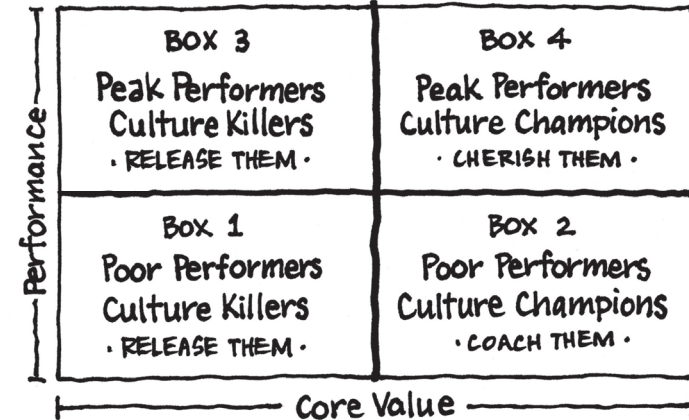 BOX 3
Peak Performers
Culture Killers
· RELEASE THEM ·
BOX 4
Peak Performers
Culture Champions
· CHERISH THEM ·
Performance
BOX 1
Poor Performers
Culture Killers
· RELEASE THEM ·
BOX 2
Poor Performers
Culture Champions
· COACH THEM ·
Core Value